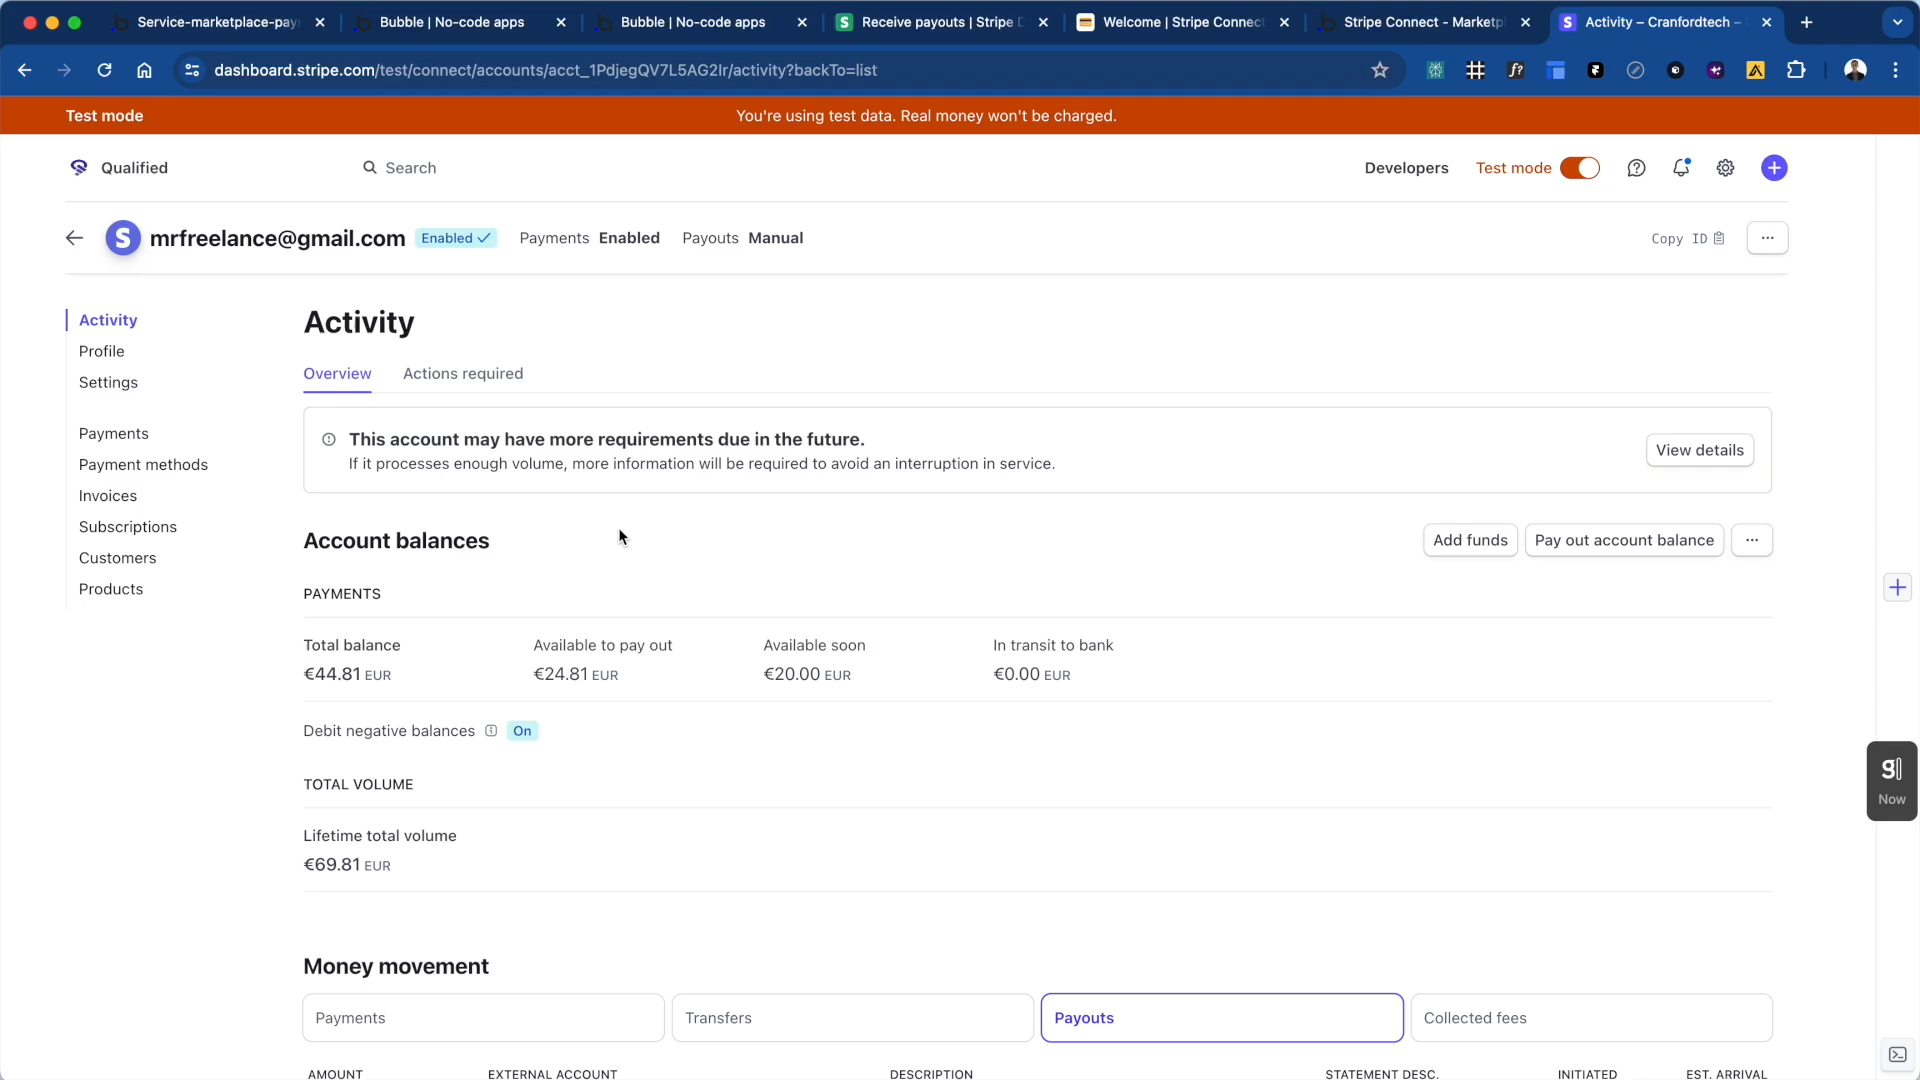 Service-marketplace-pay
Bubble | No-code apps
Bubble | No-code apps
Receive payouts | Stripe D
Welcome | Stripe Connect
Stripe Connect - Marketpl
Activity – Cranfordtech –
dashboard.stripe.com/test/connect/accounts/acct_1PdjegQV7L5AG2Ir/activity?backTo=list
Test mode
You're using test data. Real money won't be charged.
Qualified
Search
Developers
Test mode
mrfreelance@gmail.com
Enabled
Payments Enabled
Payouts Manual
Copy ID
Activity
Profile
Settings
Payments
Payment methods
Invoices
Subscriptions
Customers
Products
Activity
Overview
Actions required
This account may have more requirements due in the future.
If it processes enough volume, more information will be required to avoid an interruption in service.
View details
Account balances
Add funds
Pay out account balance
PAYMENTS
Total balance
€44.81 EUR
Available to pay out
€24.81 EUR
Available soon
€20.00 EUR
In transit to bank
€0.00 EUR
Debit negative balances
On
TOTAL VOLUME
Lifetime total volume
€69.81 EUR
Money movement
Payments
Transfers
Payouts
Collected fees
AMOUNT
EXTERNAL ACCOUNT
DESCRIPTION
STATEMENT DESC.
INITIATED
EST. ARRIVAL
g
Now